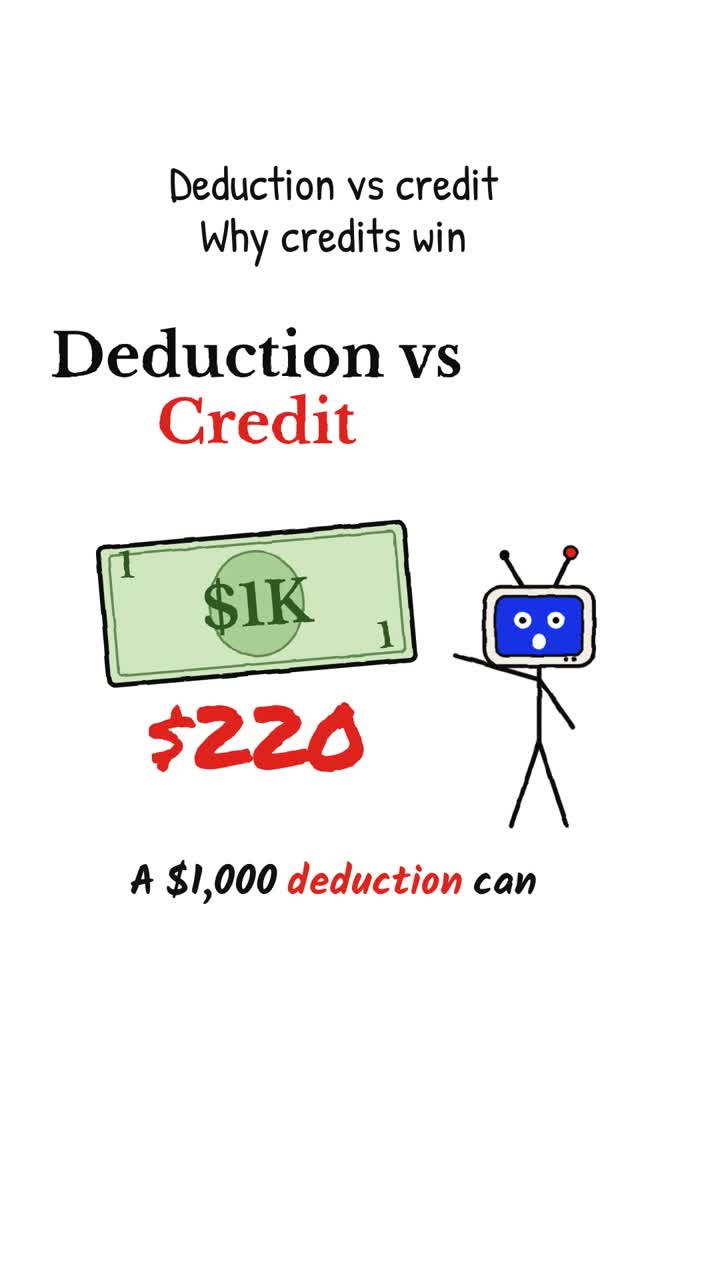 Deduction vs credit
Why credits win
Deduction vs
Credit
1
$1K
1
$220
A $1,000 deduction can